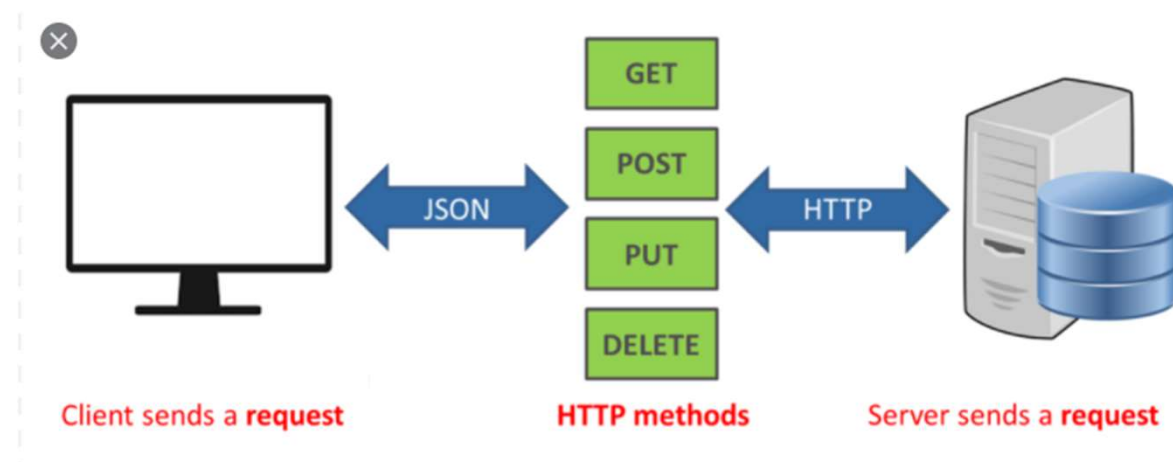 GET
POST
JSON
HTTP
PUT
DELETE
Client sends a request
HTTP methods
Server sends a request